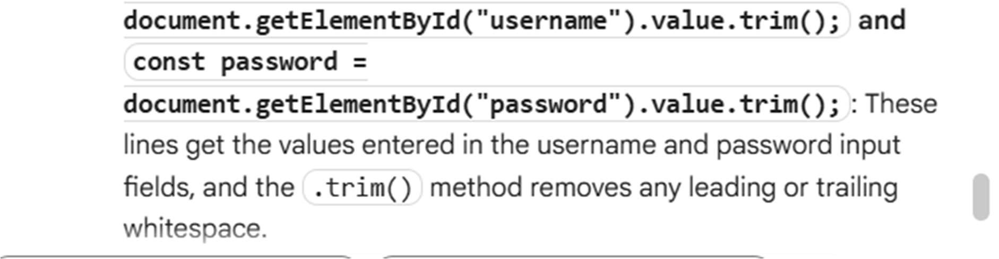 document.getElementById("username").value.trim(); and
const password =
document.getElementById("password").value.trim(); : These
lines get the values entered in the username and password input
fields, and the .trim() method removes any leading or trailing
whitespace.